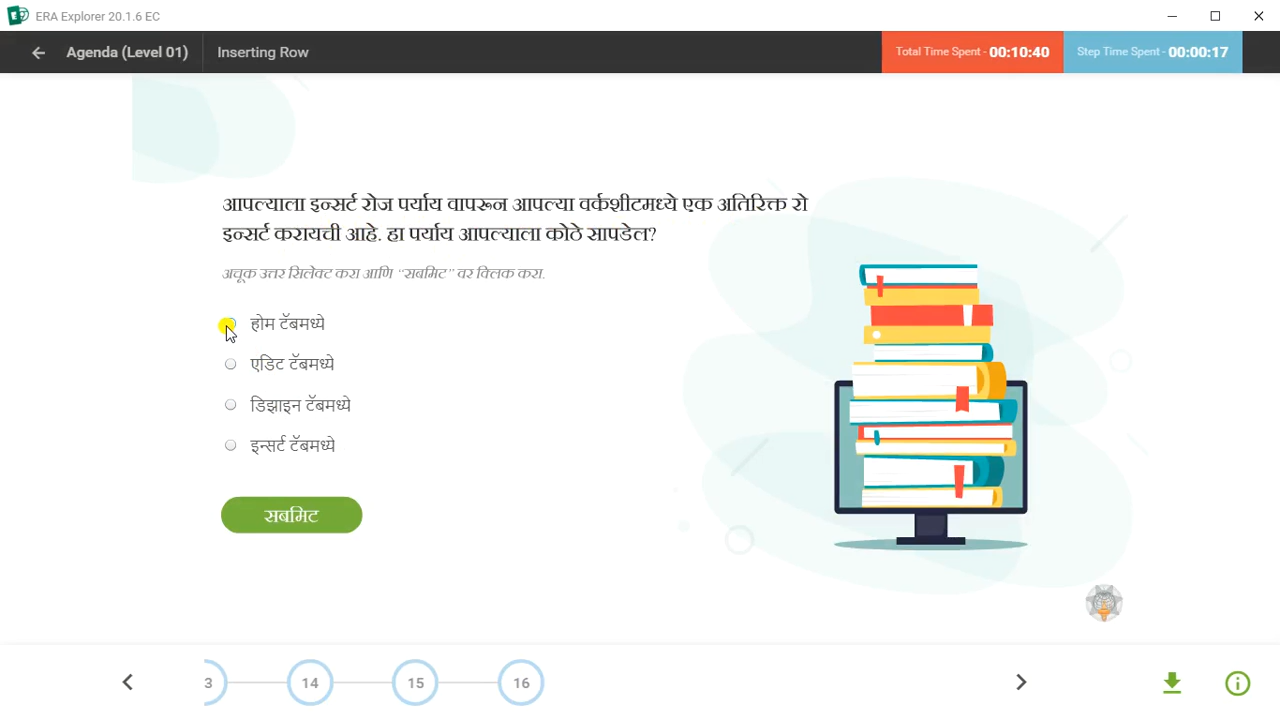 ERA Explorer 20.1.6 EC
Agenda (Level 01) Inserting Row Total Time Spent - 00:10:40 Step Time Spent - 00:00:17
आपल्याला इन्सर्ट रोज पर्याय वापरून आपल्या वर्कशीटमध्ये एक अतिरिक्त रो
इन्सर्ट करायची आहे. हा पर्याय आपल्याला कोठे सापडेल?
अचूक उत्तर सिलेक्ट करा आणि “सबमिट” वर क्लिक करा.
होम टॅबमध्ये
एडिट टॅबमध्ये
डिझाइन टॅबमध्ये
इन्सर्ट टॅबमध्ये
सबमिट
3 14 15 16